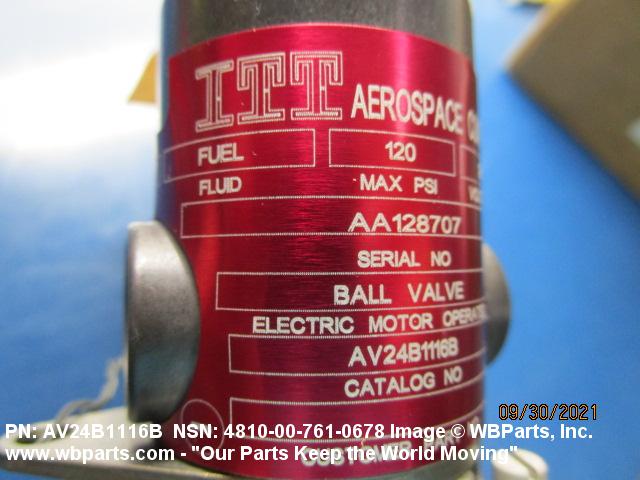 ITT AEROSPACE
FUEL 120
FLUID MAX PSI
AA128707
SERIAL NO
BALL VALVE
ELECTRIC MOTOR
AV24B1116B
CATALOG NO
09/30/2021
PN: AV24B1116B NSN: 4810-00-761-0678 Image © WBParts, Inc.
www.wbparts.com - "Our Parts Keep the World Moving"